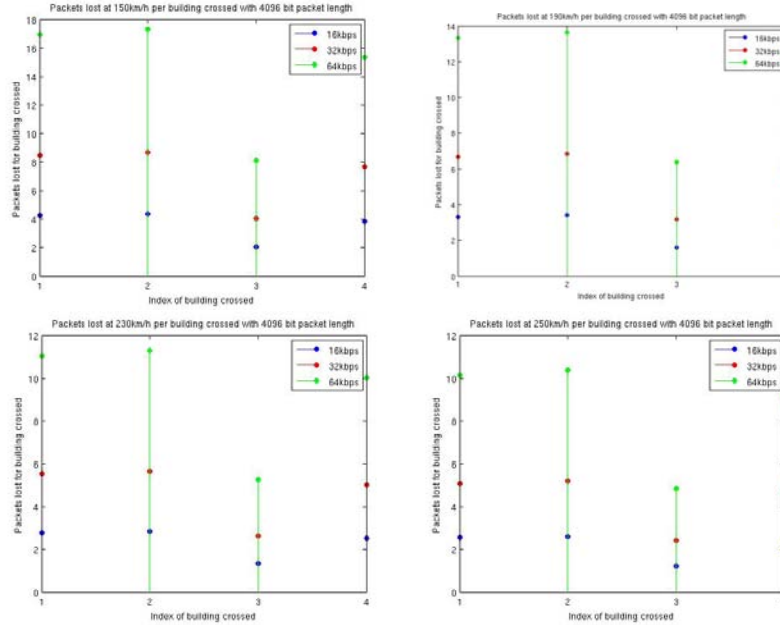 Packets lost at 150km/h per building crossed with 4096 bit packet length
18
16
14
12
10
8
6
4
2
0
16kbps
32kbps
64kbps
Packets lost for building crossed
1 2 3 4
Index of building crossed
Packets lost at 190km/h per building crossed with 4096 bit packet length
14
12
10
8
6
4
2
0
16kbps
32kbps
64kbps
Packets lost for building crossed
1 2 3
Index of building crossed
Packets lost at 230km/h per building crossed with 4096 bit packet length
12
10
8
6
4
2
0
16kbps
32kbps
64kbps
Packets lost for building crossed
1 2 3 4
Index of building crossed
Packets lost at 250km/h per building crossed with 4096 bit packet length
12
10
8
6
4
2
0
16kbps
32kbps
64kbps
Packets lost for building crossed
1 2 3
Index of building crossed